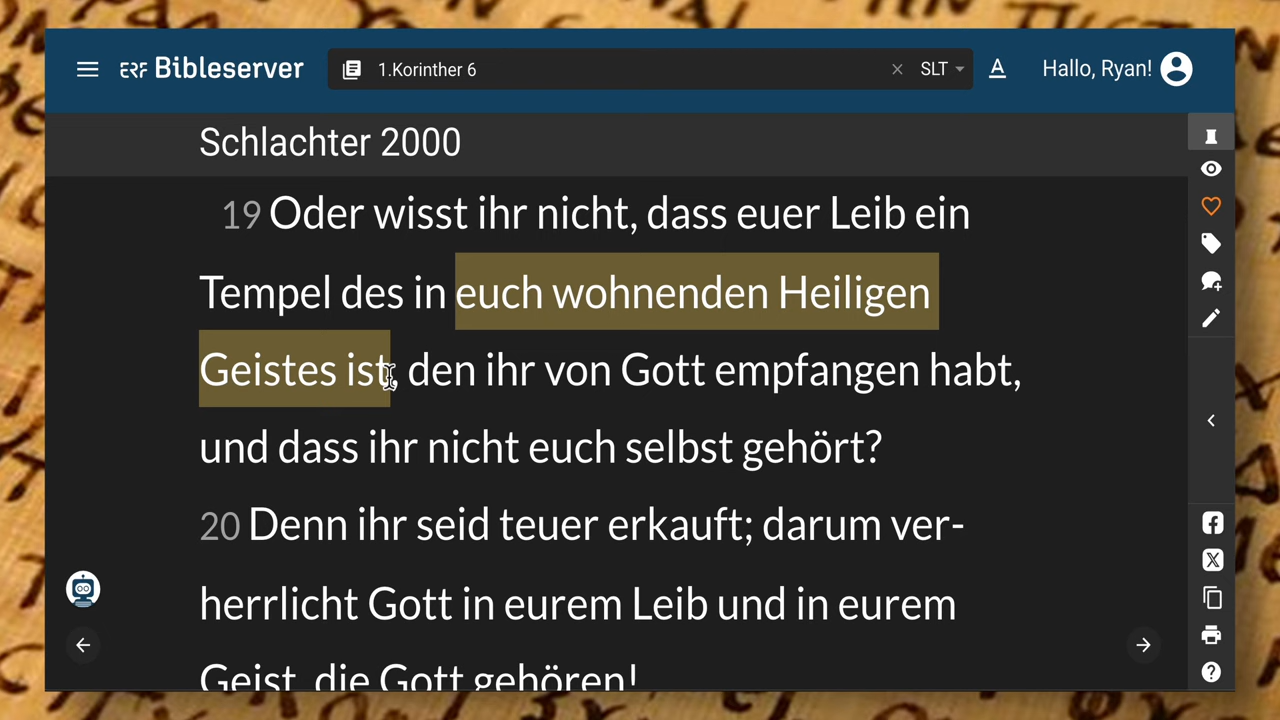 ERF Bibleserver
1.Korinther 6
SLT
A
Hallo, Ryan!
Schlachter 2000
19 Oder wisst ihr nicht, dass euer Leib ein
Tempel des in euch wohnenden Heiligen
Geistes ist, den ihr von Gott empfangen habt,
und dass ihr nicht euch selbst gehört?
20 Denn ihr seid teuer erkauft; darum ver-
herrlicht Gott in eurem Leib und in eurem
Geist, die Gott gehören!